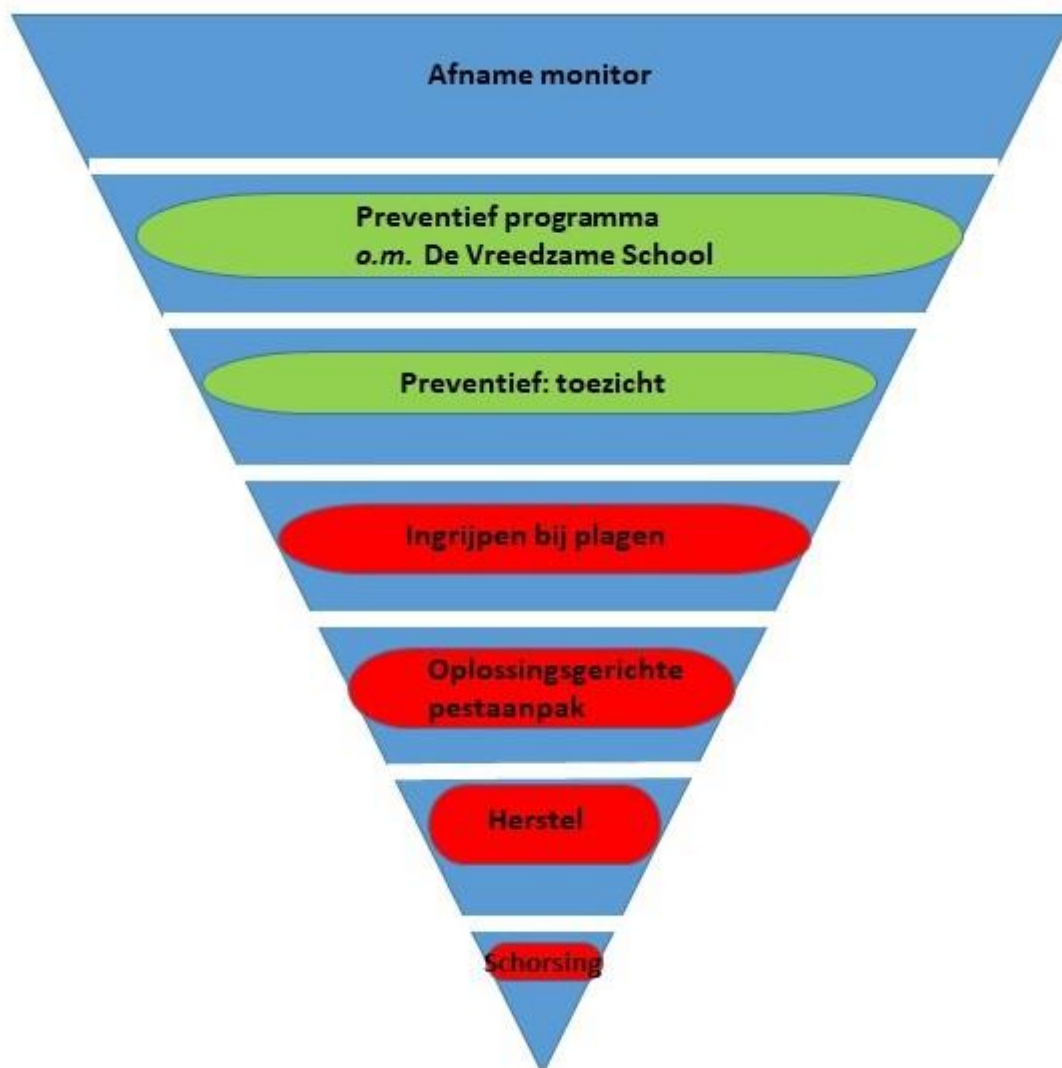 Afname monitor
Preventief programma
o.m. De Vreedzame School
Preventief: toezicht
Ingrijpen bij plagen
Oplossingsgerichte
pestaanpak
Herstel
Schorsing